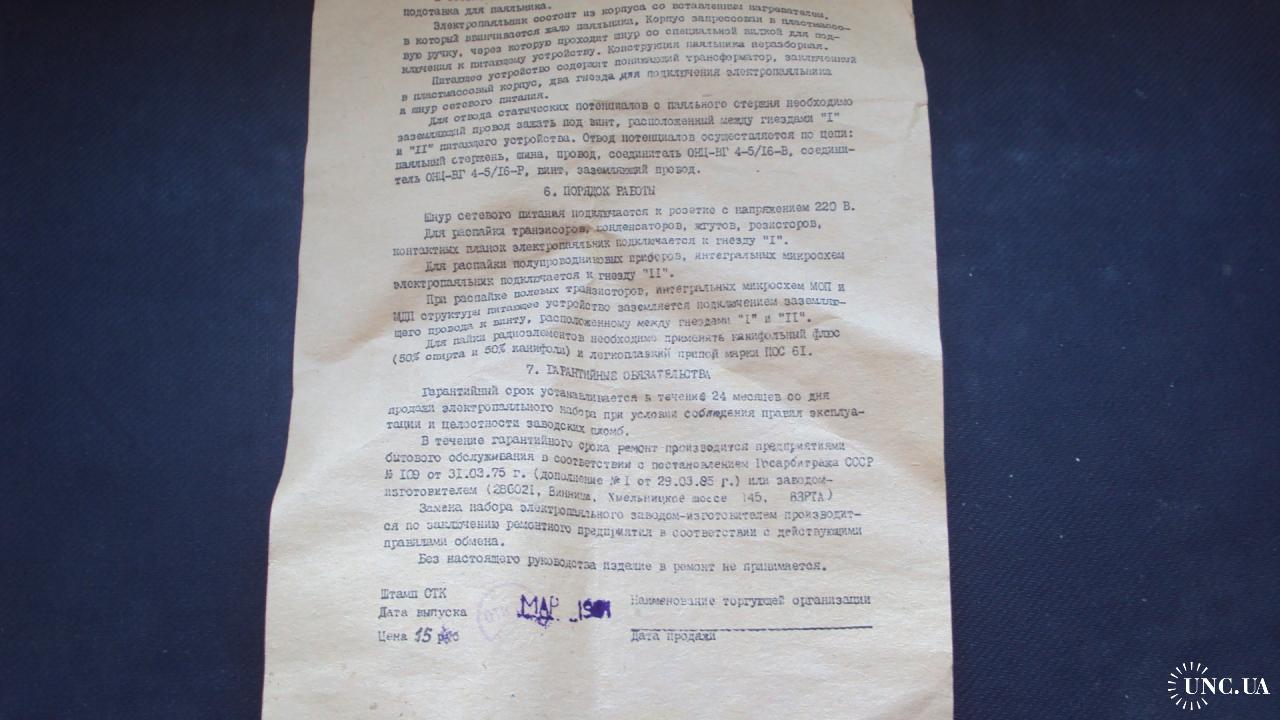 подставка для паяльника.
Электропаяльник состоит из корпуса со вставленным нагревателем,
в который ввинчивается жало паяльника. Корпус запрессован в пластмассо-
вую ручку, через которую проходит шнур со специальной вилкой для под-
ключения к питающему устройству. Конструкция паяльника неразборная.
Питающее устройство содержит понижающий трансформатор, заключенный
в пластмассовый корпус, два гнезда для подключения электропаяльника
и шнур сетевого питания.
Для отвода статических потенциалов с паяльного стержня необходимо
заземляющий провод зажать под винт, расположенный между гнездами "I"
и "II" питающего устройства. Отвод потенциалов осуществляется по цепи:
паяльный стержень, шина, провод, соединитель ОНЦ-ВГ 4-5/16-В, соедини-
тель ОНЦ-ВГ 4-5/16-Р, винт, заземляющий провод.
6. ПОРЯДОК РАБОТЫ
Шнур сетевого питания подключается к розетке с напряжением 220 В.
Для распайки транзисоров, конденсаторов, жгутов, резисторов,
контактных планок электропаяльник подключается к гнезду "I".
Для распайки полупроводниковых приборов, интегральных микросхем
электропаяльник подключается к гнезду "II".
При распайке полевых транзисторов, интегральных микросхем МОП и
МДП структуры питающее устройство заземляется подключением заземляю-
щего провода к винту, расположенному между гнездами "I" и "II".
Для пайки радиоэлементов необходимо применять канифольный флюс
(50% спирта и 50% канифоли) и легкоплавкий припой марки ПОС 61.
7. ГАРАНТИЙНЫЕ ОБЯЗАТЕЛЬСТВА
Гарантийный срок устанавливается в течение 24 месяцев со дня
продажи электропаяльного набора при условии соблюдения правил эксплуа-
тации и целостности заводских пломб.
В течение гарантийного срока ремонт производится предприятиями
бытового обслуживания в соответствии с постановлением Госарбитража СССР
№ 109 от 31.03.75 г. (дополнение № I от 29.03.85 г.) или заводом-
изготовителем (286021, Винница, Хмельницкое шоссе 145, ВЗРТА)
Замена набора электропаяльного заводом-изготовителем производит-
ся по заключению ремонтного предприятия в соответствии с действующими
правилами обмена.
Без настоящего руководства изделие в ремонт не принимается.
Штамп ОТК
Дата выпуска ОТК МАР 1991
Цена 15 руб
Наименование торгующей организации
Дата продажи
UNC.UA